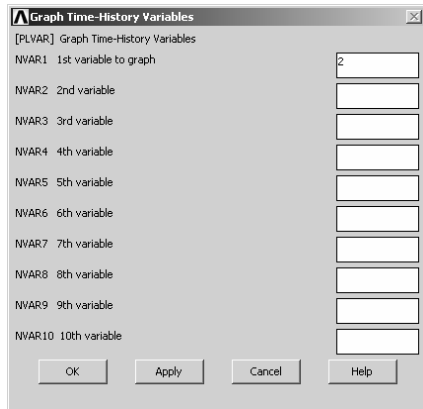 Graph Time-History Variables
[PLVAR] Graph Time-History Variables
NVAR1 1st variable to graph 2
NVAR2 2nd variable
NVAR3 3rd variable
NVAR4 4th variable
NVAR5 5th variable
NVAR6 6th variable
NVAR7 7th variable
NVAR8 8th variable
NVAR9 9th variable
NVAR10 10th variable
OK Apply Cancel Help